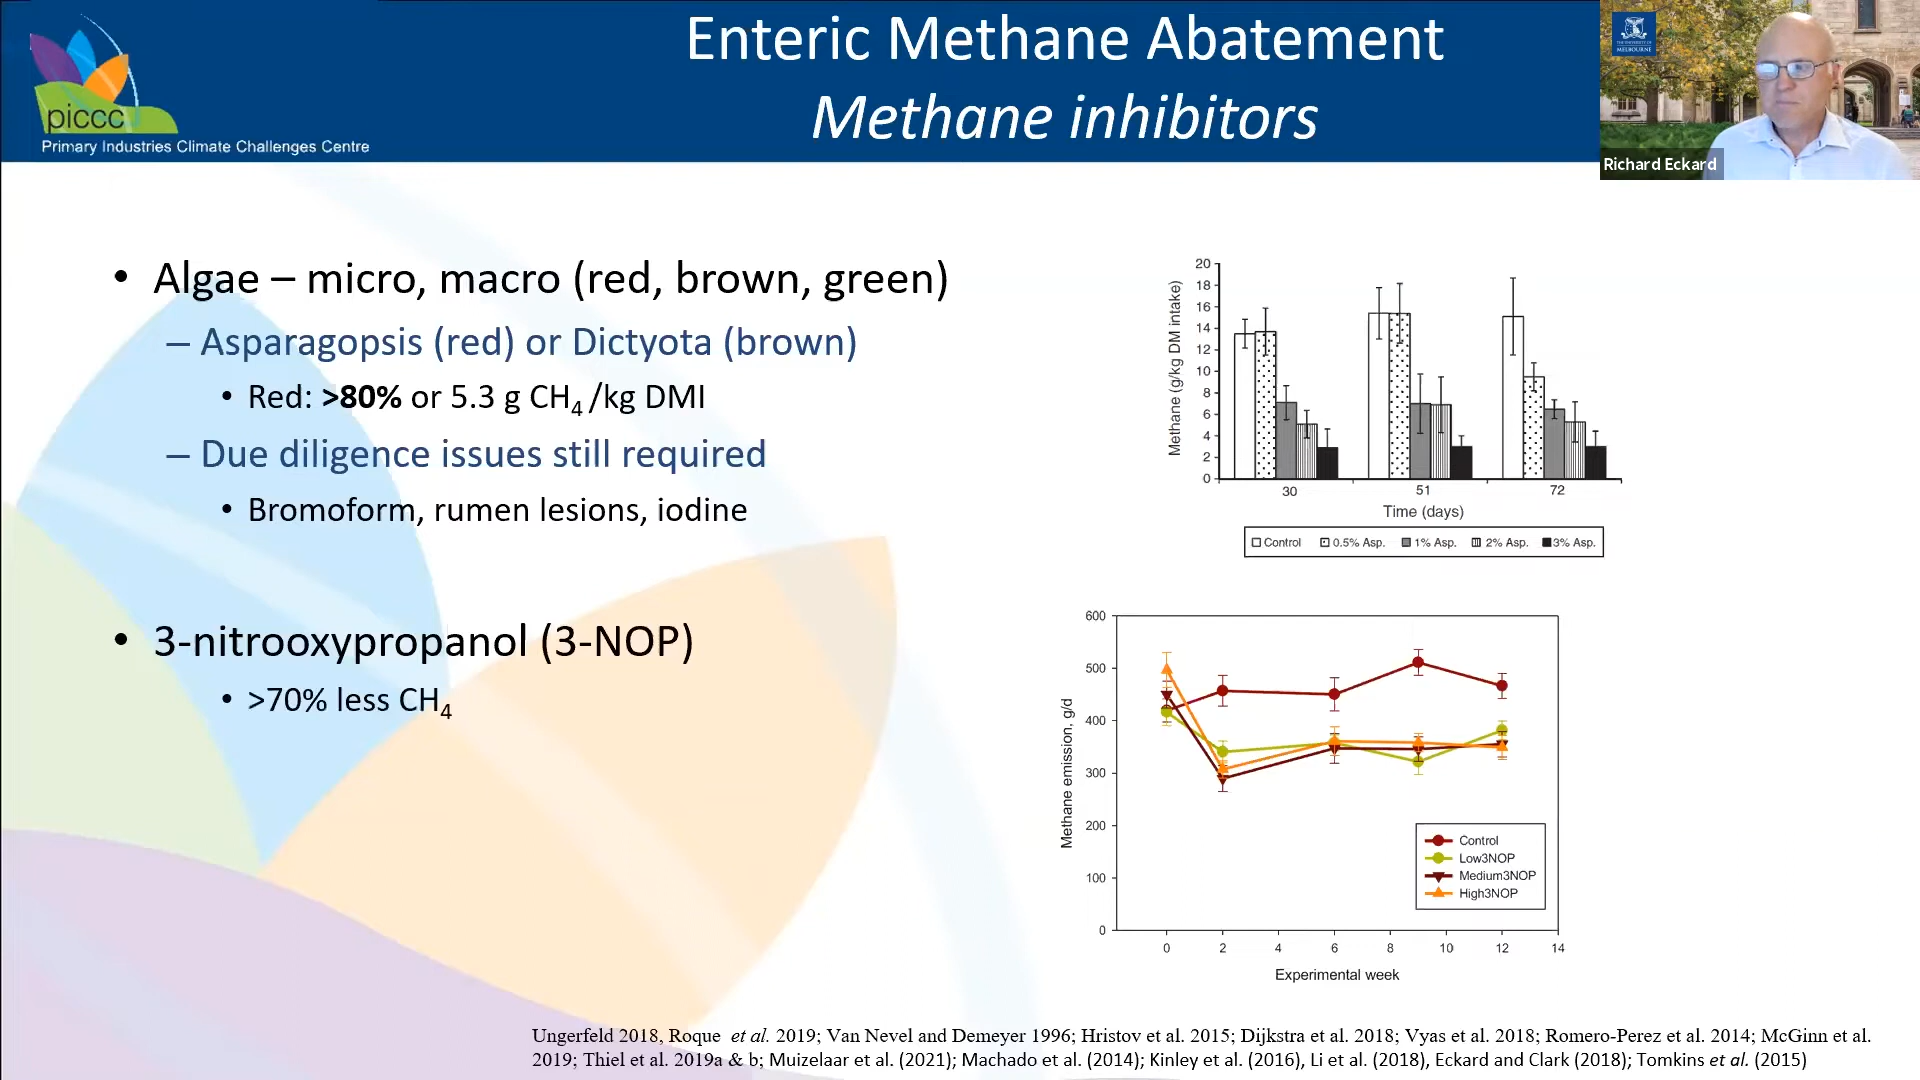 Enteric Methane Abatement
Methane inhibitors
piccc
Primary Industries Climate Challenges Centre
THE UNIVERSITY OF
MELBOURNE
Richard Eckard
• Algae – micro, macro (red, brown, green)
– Asparagopsis (red) or Dictyota (brown)
• Red: >80% or 5.3 g CH4 /kg DMI
– Due diligence issues still required
• Bromoform, rumen lesions, iodine
• 3-nitrooxypropanol (3-NOP)
• >70% less CH4
Methane (g/kg DM intake)
20
18
16
14
12
10
8
6
4
2
0
30 51 72
Time (days)
Control 0.5% Asp. 1% Asp. 2% Asp. 3% Asp.
Methane emission, g/d
600
500
400
300
200
100
0
Control
Low3NOP
Medium3NOP
High3NOP
0 2 4 6 8 10 12 14
Experimental week
Ungerfeld 2018, Roque et al. 2019; Van Nevel and Demeyer 1996; Hristov et al. 2015; Dijkstra et al. 2018; Vyas et al. 2018; Romero-Perez et al. 2014; McGinn et al.
2019; Thiel et al. 2019a & b; Muizelaar et al. (2021); Machado et al. (2014); Kinley et al. (2016), Li et al. (2018), Eckard and Clark (2018); Tomkins et al. (2015)